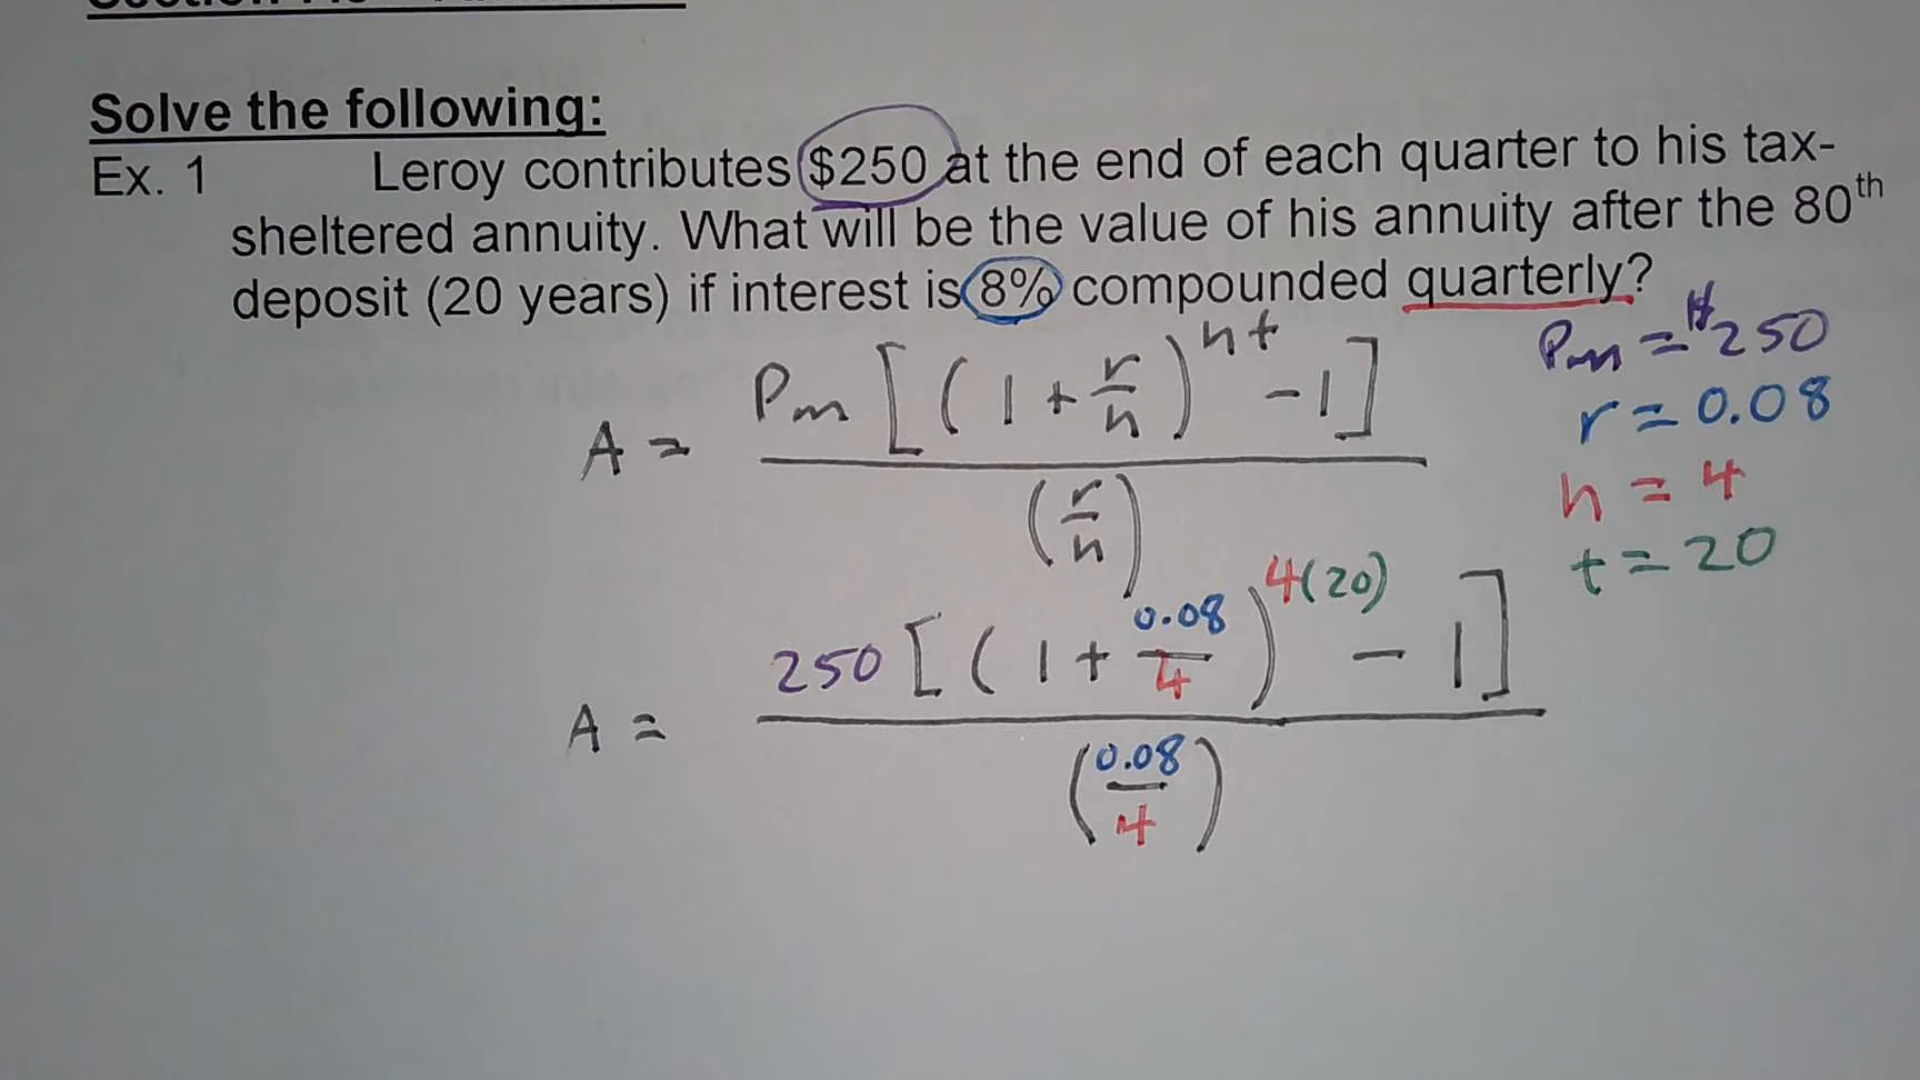 Solve the following:
Ex. 1 Leroy contributes $250 at the end of each quarter to his tax-
sheltered annuity. What will be the value of his annuity after the 80th
deposit (20 years) if interest is 8% compounded quarterly?
Pm = $250
r = 0.08
n = 4
t = 20
A = Pm [(1 + r/n)^nt - 1] / (r/n)
A = 250 [(1 + 0.08/4)^4(20) - 1] / (0.08/4)